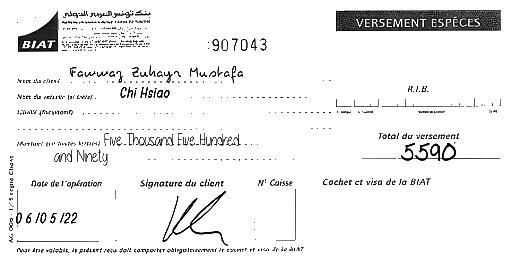 بنك تونس العربي الدولي
BIAT
VERSEMENT ESPÈCES
907043
Nom du client Fawwaz Zuhayr Mustafa
Nom du remettant (si tiers) Chi Hsiao
R.I.B.
Libellé (facultatif)
Montant (en toutes lettres) Five Thousand Five Hundred
and Ninety
Total du versement
5590
Date de l'opération
Signature du client
N° Caisse
Cachet et visa de la BIAT
06/05/22
Pour être valable, le présent reçu doit comporter obligatoirement le cachet et visa de la BIAT